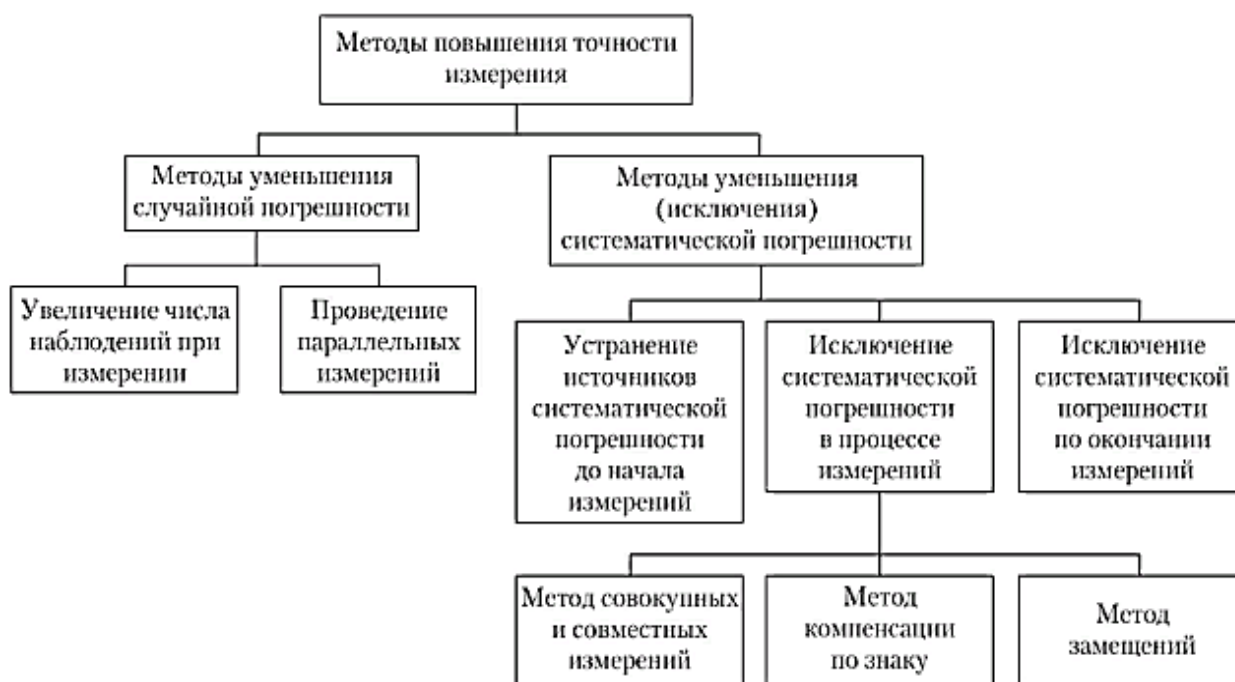 Методы повышения точности
измерения
Методы уменьшения
случайной погрешности
Методы уменьшения
(исключения)
систематической погрешности
Увеличение числа
наблюдений при
измерении
Проведение
параллельных
измерений
Устранение
источников
систематической
погрешности
до начала
измерений
Исключение
систематической
погрешности
в процессе
измерений
Исключение
систематической
погрешности
по окончании
измерений
Метод совокупных
и совместных
измерений
Метод
компенсации
по знаку
Метод
замещений